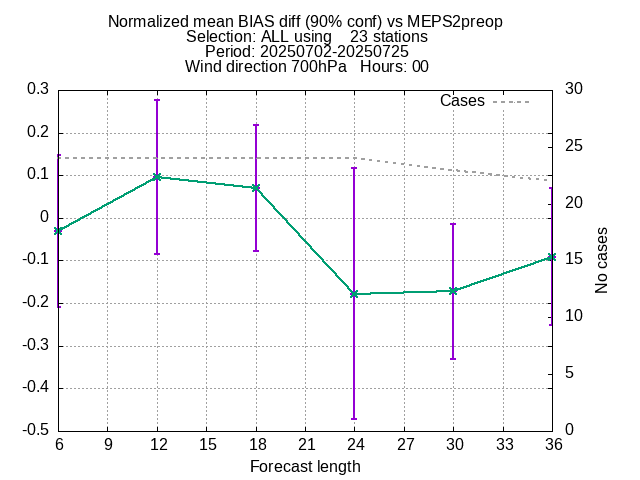 Normalized mean BIAS diff (90% conf) vs MEPS2preop
Selection: ALL using 23 stations
Period: 20250702-20250725
Wind direction 700hPa Hours: 00
Cases
0.3
0.2
0.1
0
-0.1
-0.2
-0.3
-0.4
-0.5
30
25
20
15
10
5
0
No cases
6 9 12 15 18 21 24 27 30 33 36
Forecast length